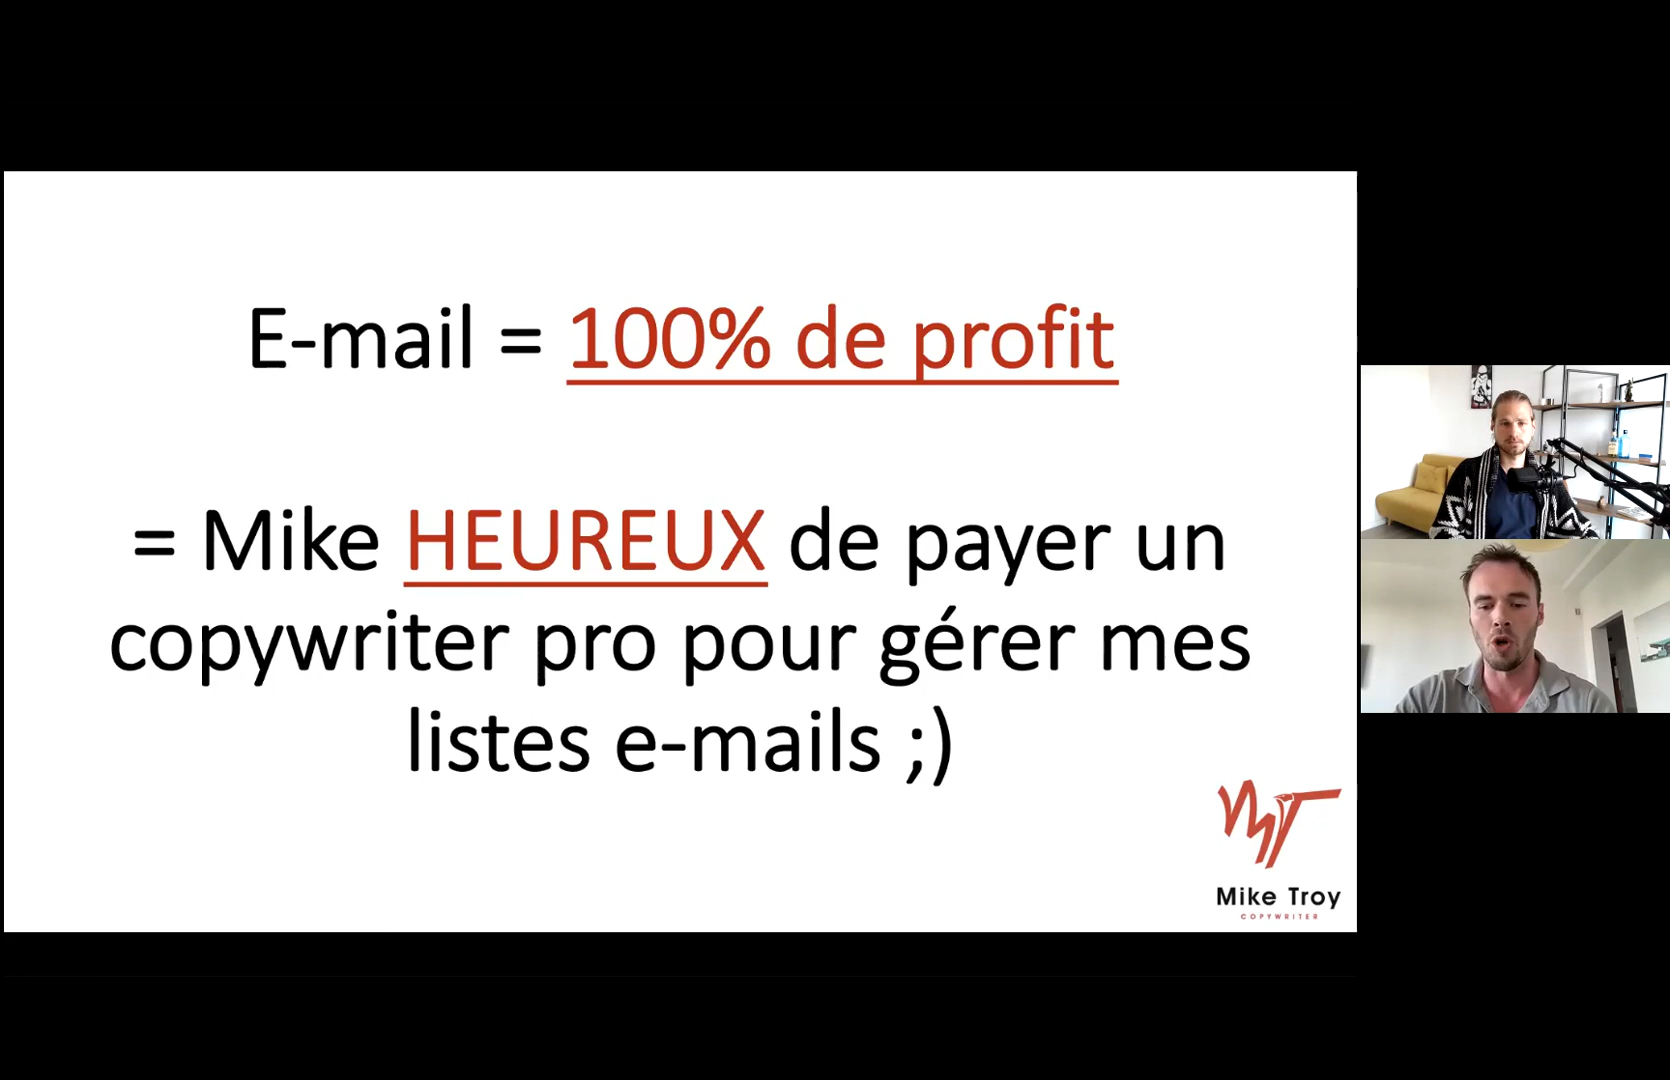 E-mail = 100% de profit
= Mike HEUREUX de payer un
copywriter pro pour gérer mes
listes e-mails ;)
Mike Troy
COPYWRITER